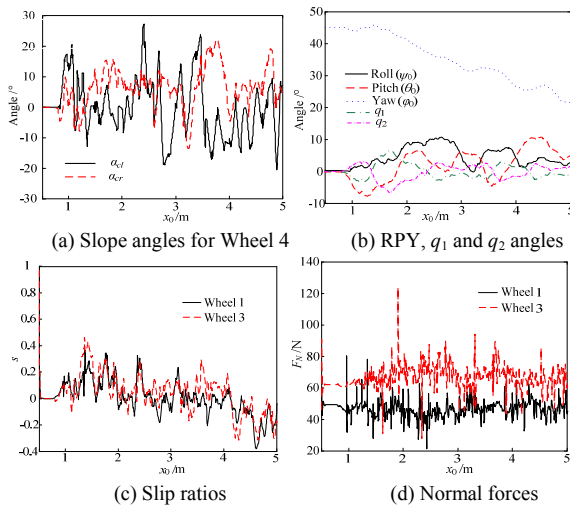 30
20
10
0
-10
-20
-30
Angle/°
α_cl
α_cr
1 2 3 4 5
x₀/m
(a) Slope angles for Wheel 4
50
40
30
20
10
0
-10
Angle/°
Roll (ψ₀)
Pitch (θ₀)
Yaw (φ₀)
q₁
q₂
1 2 3 4 5
x₀/m
(b) RPY, q₁ and q₂ angles
1
0.8
0.6
0.4
0.2
0
-0.2
-0.4
s
Wheel 1
Wheel 3
1 2 3 4 5
x₀/m
(c) Slip ratios
140
120
100
80
60
40
20
F_N/N
Wheel 1
Wheel 3
1 2 3 4 5
x₀/m
(d) Normal forces